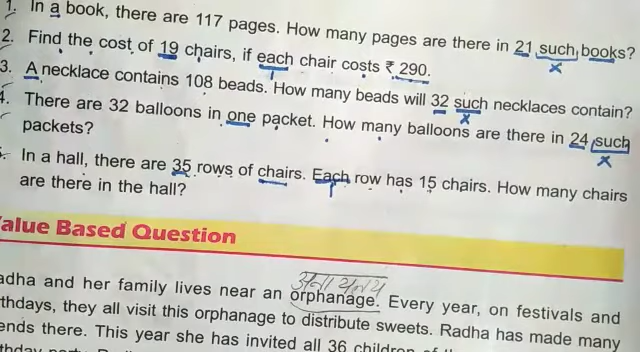 1. In a book, there are 117 pages. How many pages are there in 21 such books?
2. Find the cost of 19 chairs, if each chair costs ₹ 290.
3. A necklace contains 108 beads. How many beads will 32 such necklaces contain?
4. There are 32 balloons in one packet. How many balloons are there in 24 such
packets?
In a hall, there are 35 rows of chairs. Each row has 15 chairs. How many chairs
are there in the hall?
alue Based Question
अनाथालय
adha and her family lives near an orphanage. Every year, on festivals and
thdays, they all visit this orphanage to distribute sweets. Radha has made many
ends there. This year she has invited all 36 children of